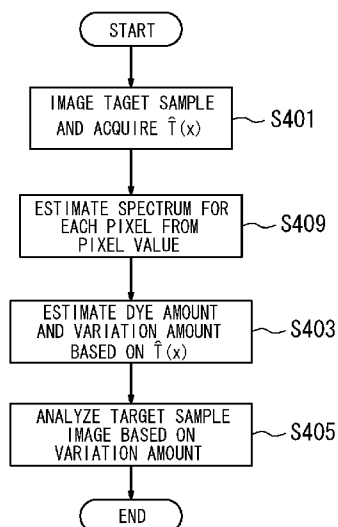 START
IMAGE TAGET SAMPLE
AND ACQUIRE T̂(x)
S401
ESTIMATE SPECTRUM FOR
EACH PIXEL FROM
PIXEL VALUE
S409
ESTIMATE DYE AMOUNT
AND VARIATION AMOUNT
BASED ON T̂(x)
S403
ANALYZE TARGET SAMPLE
IMAGE BASED ON
VARIATION AMOUNT
S405
END